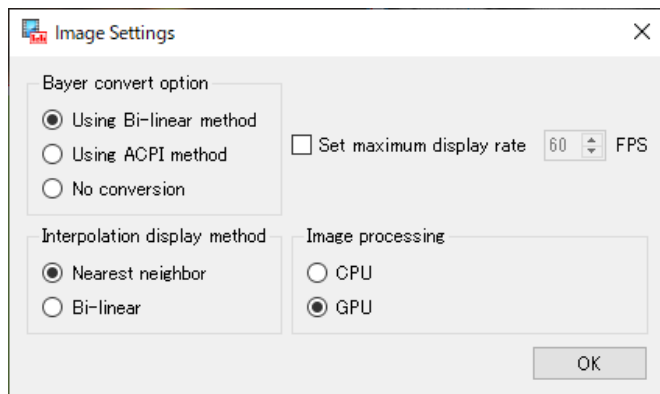 Image Settings
Bayer convert option
Using Bi-linear method
Using ACPI method
No conversion
Set maximum display rate 60 FPS
Interpolation display method
Nearest neighbor
Bi-linear
Image processing
CPU
GPU
OK